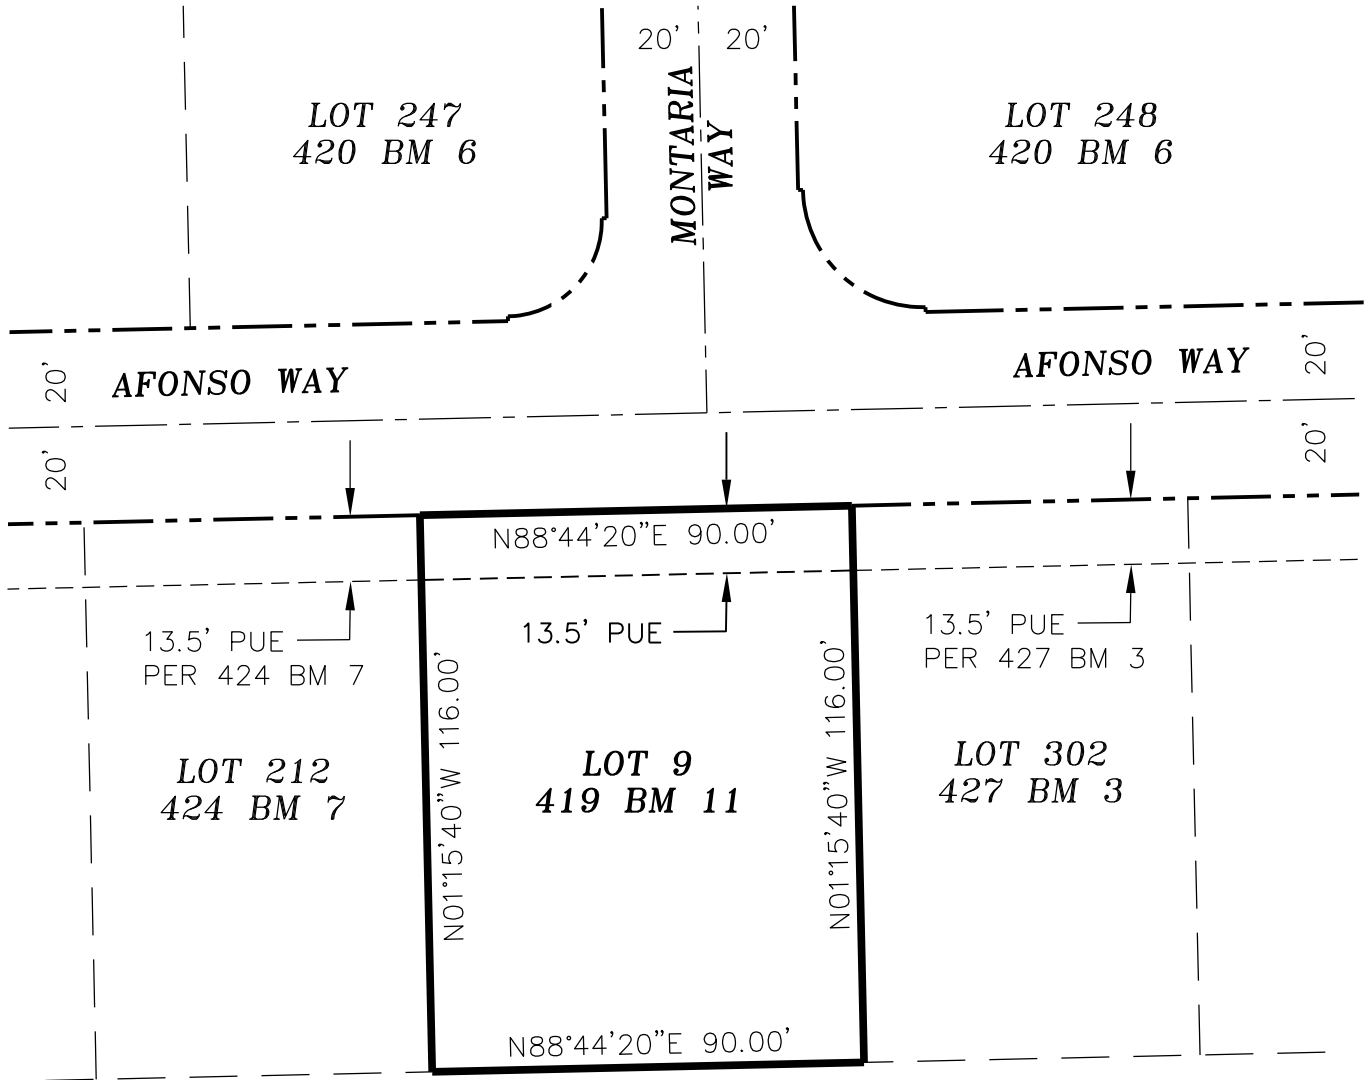 20' 20'
MONTARIA
WAY
LOT 247
420 BM 6
LOT 248
420 BM 6
20'
AFONSO WAY
AFONSO WAY
20'
20'
20'
N88°44'20"E 90.00'
13.5' PUE
PER 424 BM 7
13.5' PUE
13.5' PUE
PER 427 BM 3
N01°15'40"W 116.00'
N01°15'40"W 116.00'
LOT 212
424 BM 7
LOT 9
419 BM 11
LOT 302
427 BM 3
N88°44'20"E 90.00'